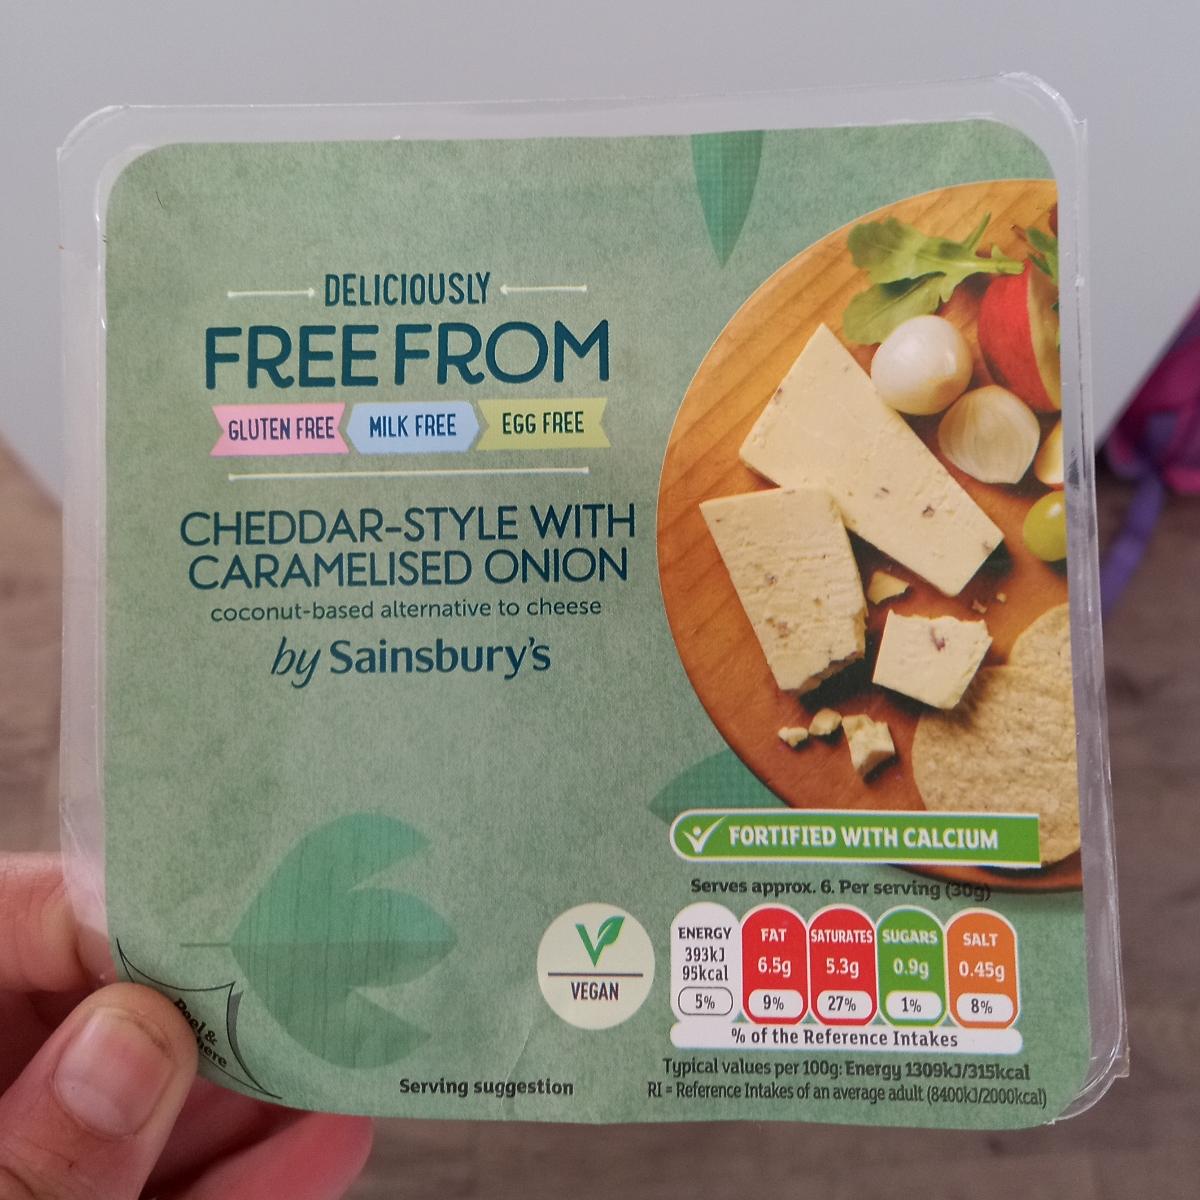 DELICIOUSLY
FREE FROM
GLUTEN FREE MILK FREE EGG FREE
CHEDDAR-STYLE WITH
CARAMELISED ONION
coconut-based alternative to cheese
by Sainsbury's
FORTIFIED WITH CALCIUM
Serves approx. 6. Per serving (30g)
ENERGY FAT SATURATES SUGARS SALT
393kJ
95kcal 6.5g 5.3g 0.9g 0.45g
5% 9% 27% 1% 8%
% of the Reference Intakes
VEGAN
Peel &
Serving suggestion
Typical values per 100g: Energy 1309kJ/315kcal
RI = Reference Intakes of an average adult (8400kJ/2000kcal)